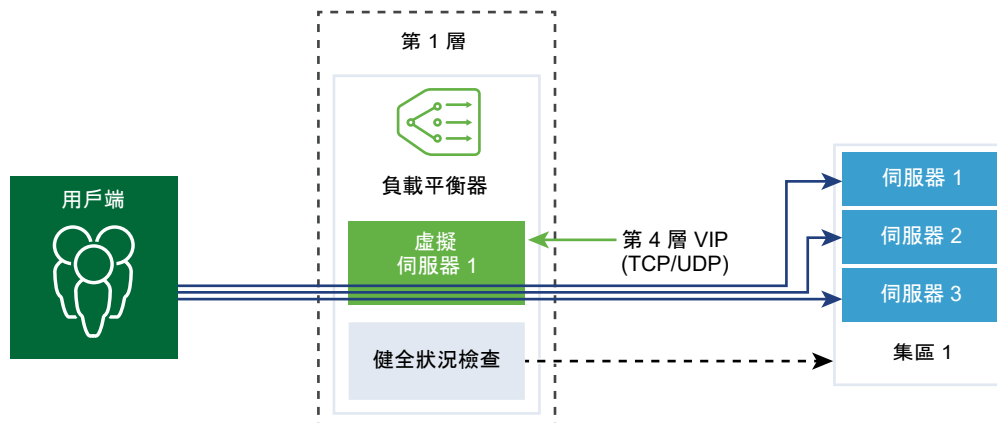 第 1 層
負載平衡器
用戶端
虛擬
伺服器 1
第 4 層 VIP
(TCP/UDP)
健全狀況檢查
伺服器 1
伺服器 2
伺服器 3
集區 1